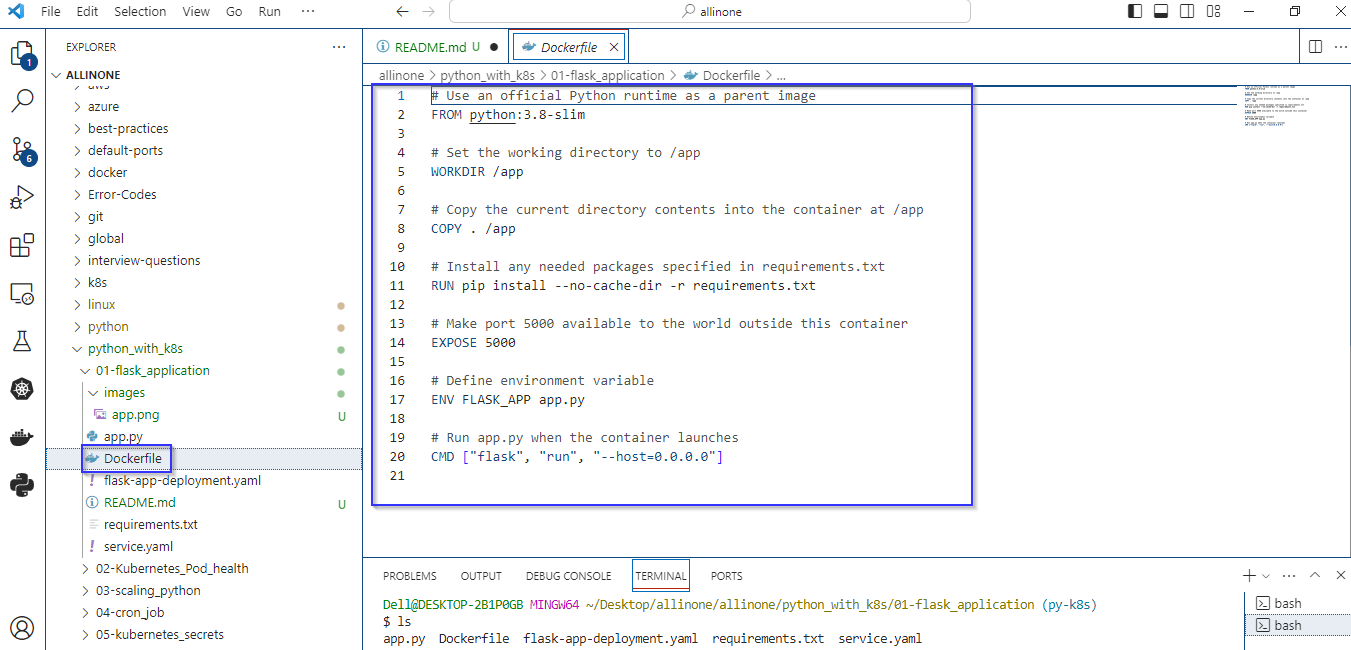 File Edit Selection View Go Run ··· ← → allinone
EXPLORER ···
README.md U ● Dockerfile ×
ALLINONE
allinone > python_with_k8s > 01-flask_application > Dockerfile > ...
1
6
aws
azure
best-practices
default-ports
docker
Error-Codes
git
global
interview-questions
k8s
linux
python
python_with_k8s
01-flask_application
images
app.png U
app.py
Dockerfile
flask-app-deployment.yaml
README.md U
requirements.txt
service.yaml
02-Kubernetes_Pod_health
03-scaling_python
04-cron_job
05-kubernetes_secrets
1 # Use an official Python runtime as a parent image
2 FROM python:3.8-slim
3
4 # Set the working directory to /app
5 WORKDIR /app
6
7 # Copy the current directory contents into the container at /app
8 COPY . /app
9
10 # Install any needed packages specified in requirements.txt
11 RUN pip install --no-cache-dir -r requirements.txt
12
13 # Make port 5000 available to the world outside this container
14 EXPOSE 5000
15
16 # Define environment variable
17 ENV FLASK_APP app.py
18
19 # Run app.py when the container launches
20 CMD ["flask", "run", "--host=0.0.0.0"]
21
PROBLEMS OUTPUT DEBUG CONSOLE TERMINAL PORTS
Dell@DESKTOP-2B1P0GB MINGW64 ~/Desktop/allinone/allinone/python_with_k8s/01-flask_application (py-k8s)
$ ls
app.py Dockerfile flask-app-deployment.yaml requirements.txt service.yaml
bash
bash